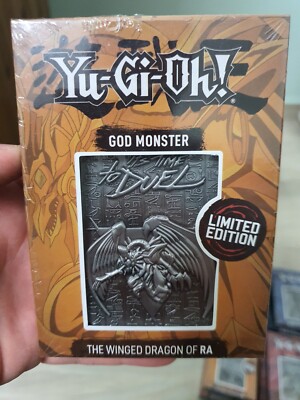 Yu-Gi-Oh!
GOD MONSTER
IT'S TIME
to DUEL
LIMITED
EDITION
THE WINGED DRAGON OF RA